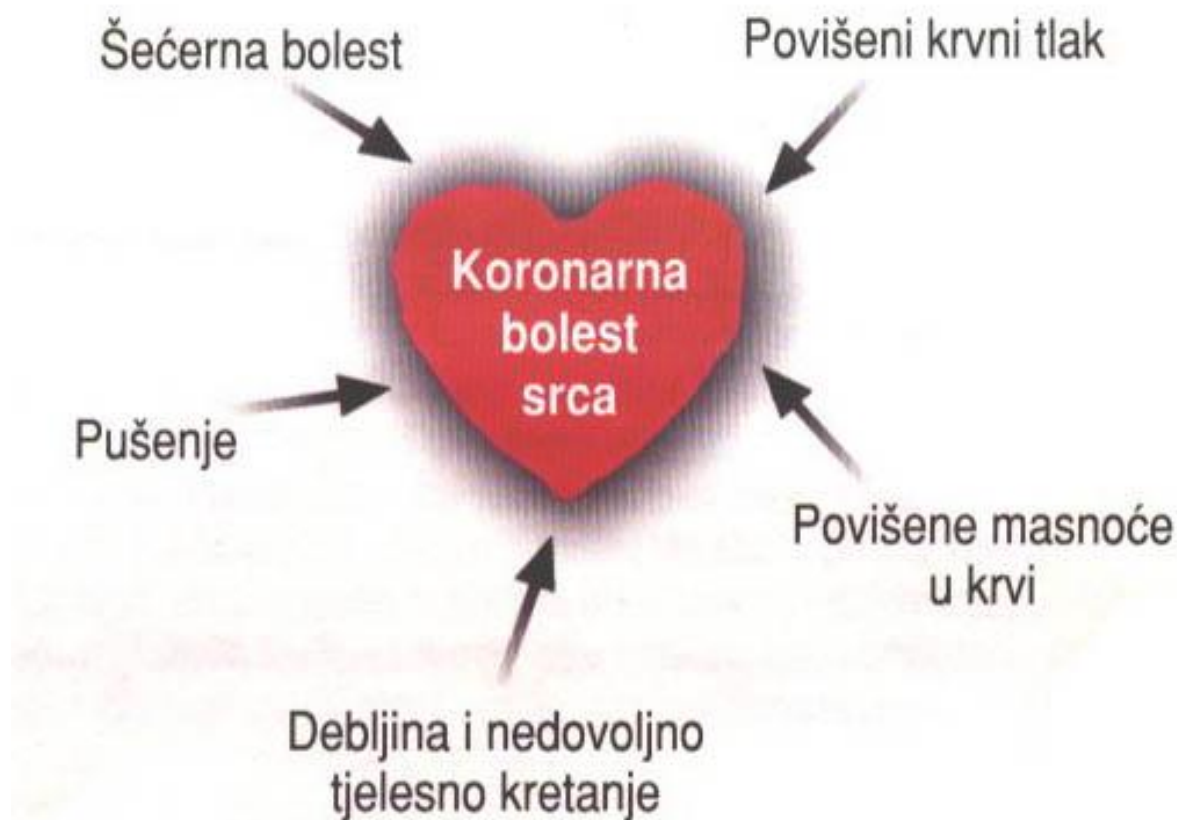 Šećerna bolest
Povišeni krvni tlak
Koronarna
bolest
srca
Pušenje
Povišene masnoće
u krvi
Debljina i nedovoljno
tjelesno kretanje